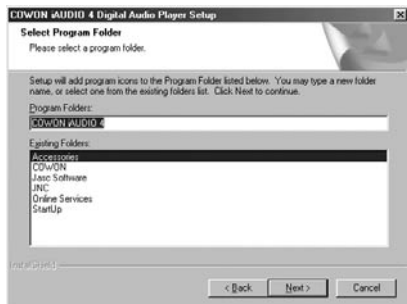 COWON iAUDIO 4 Digital Audio Player Setup
Select Program Folder
Please select a program folder.
Setup will add program icons to the Program Folder listed below. You may type a new folder
name, or select one from the existing folders list. Click Next to continue.
Program Folders:
COWON iAUDIO 4
Existing Folders:
Accessories
COWON
Jasc Software
JNC
Online Services
StartUp
InstallShield
< Back Next > Cancel